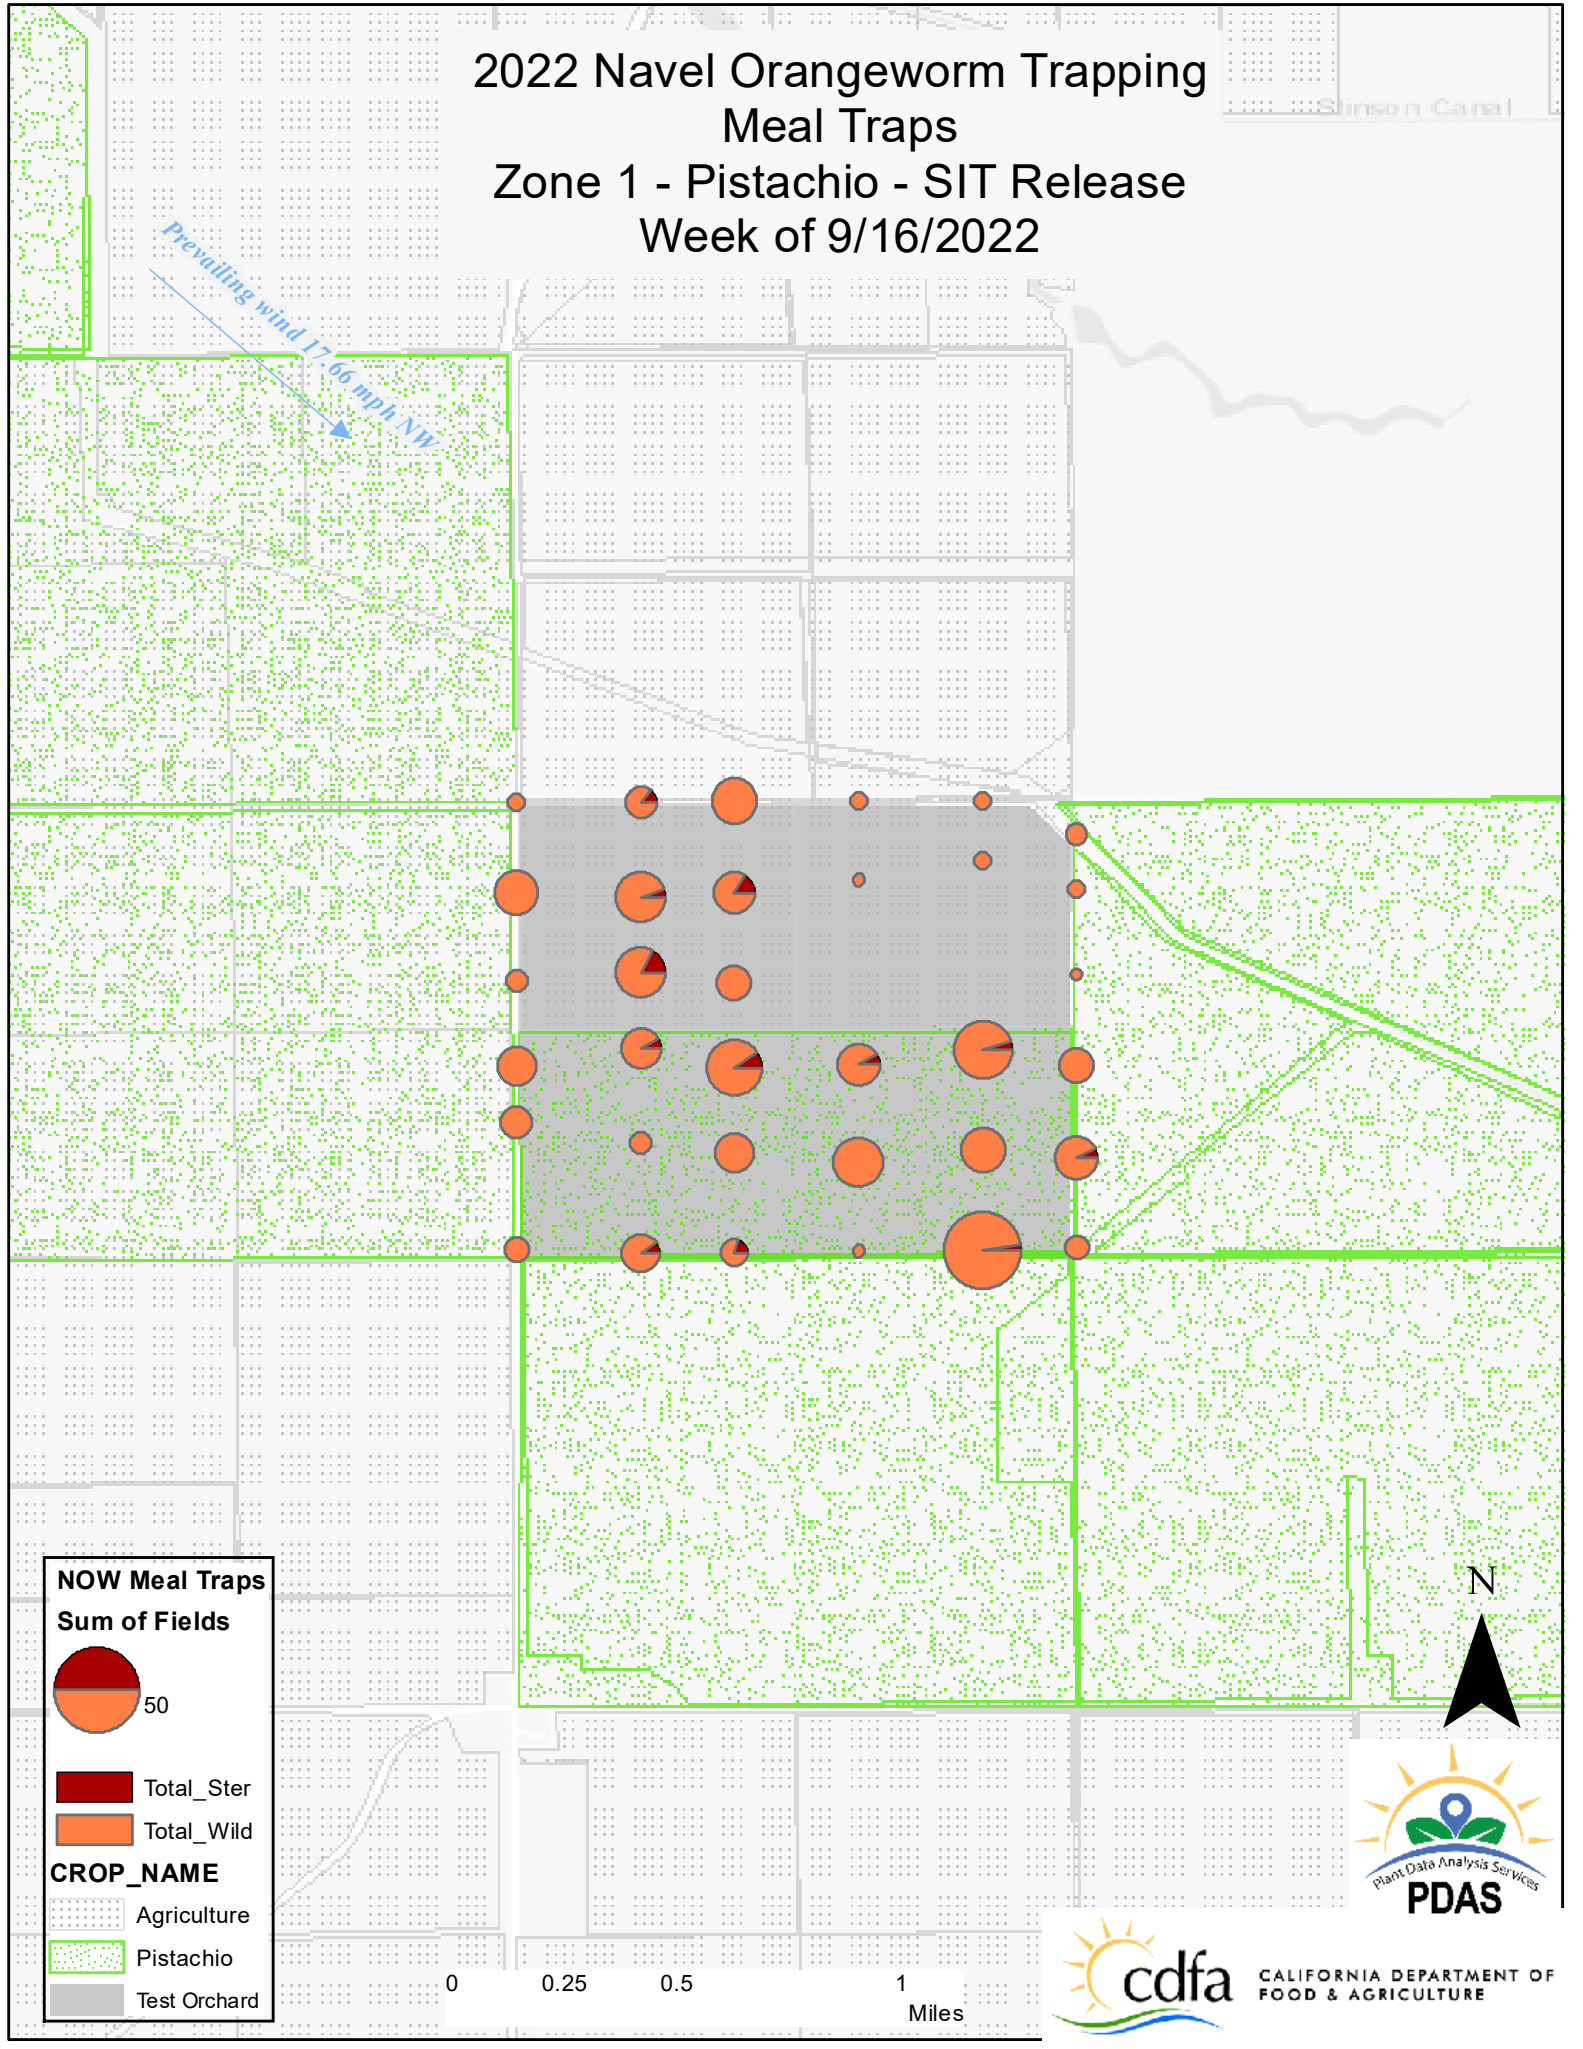 2022 Navel Orangeworm Trapping
Meal Traps
Zone 1 - Pistachio - SIT Release
Week of 9/16/2022
Stinson Canal
Prevailing wind 17.66 mph NW
NOW Meal Traps
Sum of Fields
50
Total_Ster
Total_Wild
CROP_NAME
Agriculture
Pistachio
Test Orchard
0 0.25 0.5 1
Miles
N
Plant Data Analysis Services
PDAS
cdfa
CALIFORNIA DEPARTMENT OF
FOOD & AGRICULTURE